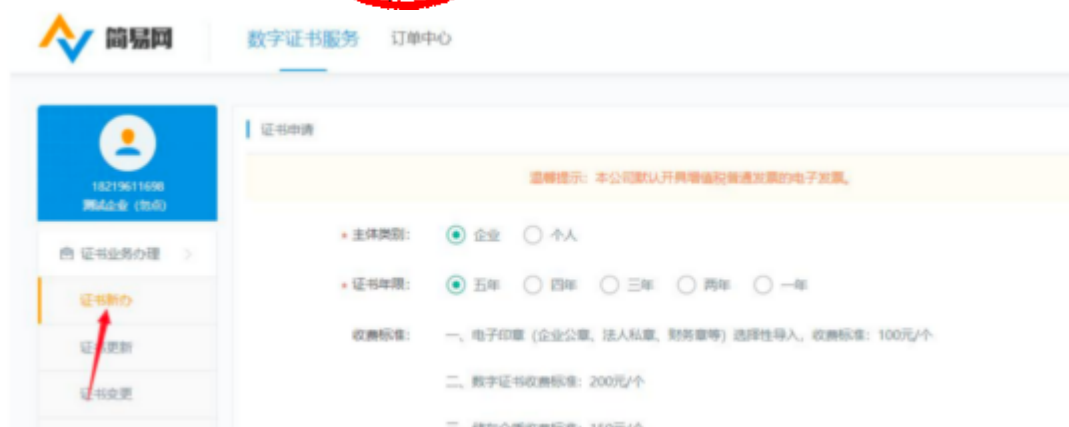 简易网
数字证书服务 订单中心
18219611698
测试企业（勿点）
证书业务办理
证书新办
证书更新
证书变更
证书申请
温馨提示：本公司默认开具增值税普通发票的电子发票。
* 主体类别： 企业 个人
* 证书年限： 五年 四年 三年 两年 一年
收费标准： 一、电子印章（企业公章、法人私章、财务章等）选择性导入，收费标准：100元/个
二、数字证书收费标准：200元/个